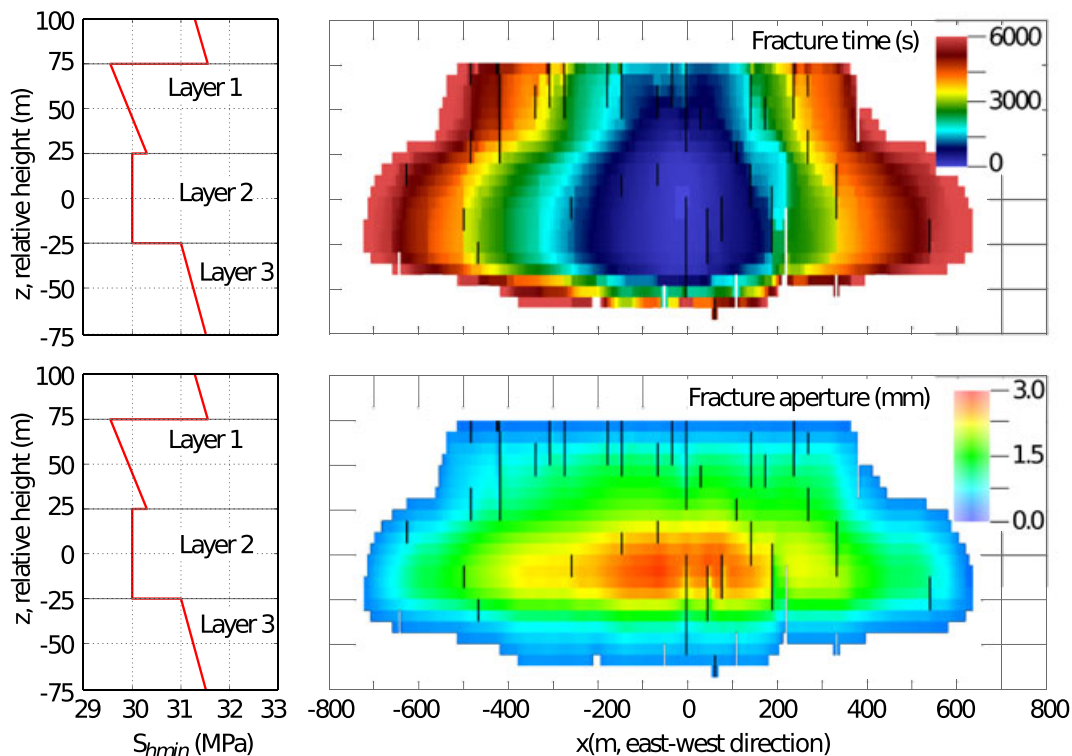 100
75
50
25
0
-25
-50
-75
z, relative height (m)
Layer 1
Layer 2
Layer 3
Fracture time (s)
6000
3000
0
100
75
50
25
0
-25
-50
-75
z, relative height (m)
Layer 1
Layer 2
Layer 3
29 30 31 32 33
S_hmin (MPa)
Fracture aperture (mm)
3.0
1.5
0.0
-800 -600 -400 -200 0 200 400 600 800
x(m, east-west direction)